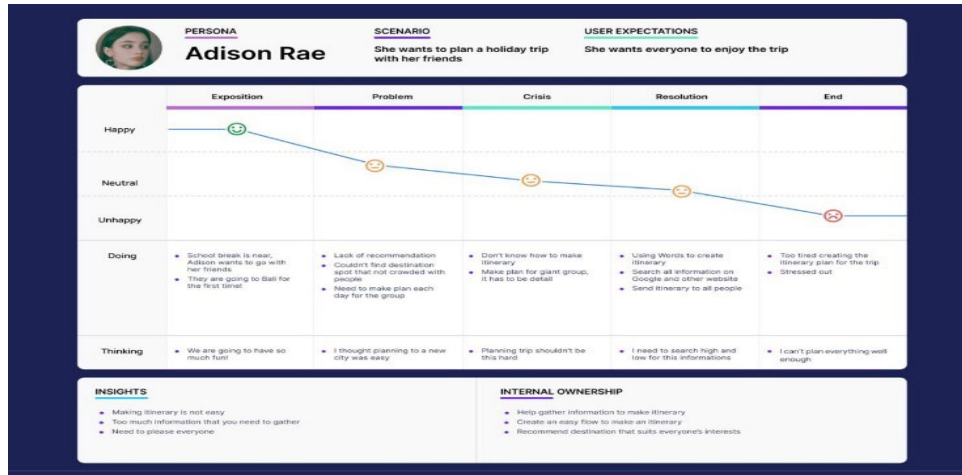 PERSONA
Adison Rae
SCENARIO
She wants to plan a holiday trip
with her friends
USER EXPECTATIONS
She wants everyone to enjoy the trip
Exposition
Problem
Crisis
Resolution
End
Happy
Neutral
Unhappy
Doing
• School break is near,
Adison wants to go with
her friends
• They are going to Bali for
the first time!
• Lack of recommendation
• Couldn't find destination
spot that not crowded with
people
• Need to make plan each
day for the group
• Don't know how to make
itinerary
• Make plan for giant group,
it has to be detail
• Using Words to create
itinerary
• Search all information on
Google and other website
• Send itinerary to all people
• Too tired creating the
itinerary plan for the trip
• Stressed out
Thinking
• We are going to have so
much fun!
• I thought planning to a new
city was easy
• Planning trip shouldn't be
this hard
• I need to search high and
low for this informations
• I can't plan everything well
enough
INSIGHTS
• Making itinerary is not easy
• Too much information that you need to gather
• Need to please everyone
INTERNAL OWNERSHIP
• Help gather information to make itinerary
• Create an easy flow to make an itinerary
• Recommend destination that suits everyone's interests